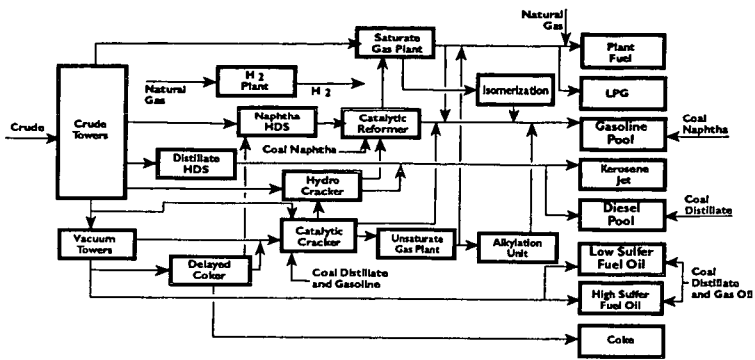 Natural
Gas
Saturate
Gas Plant
Plant
Fuel
H2
Plant
Natural
Gas
H2
Isomerization
LPG
Crude
Crude
Towers
Naphtha
HDS
Catalytic
Reformer
Gasoline
Pool
Coal
Naphtha
Coal Naphtha
Distillate
HDS
Kerosene
Jet
Hydro
Cracker
Diesel
Pool
Coal
Distillate
Vacuum
Towers
Catalytic
Cracker
Unsaturate
Gas Plant
Alkylation
Unit
Low Sulfer
Fuel Oil
Delayed
Coker
Coal Distillate
and Gasoline
Coal
Distillate
and Gas Oil
High Sulfer
Fuel Oil
Coke